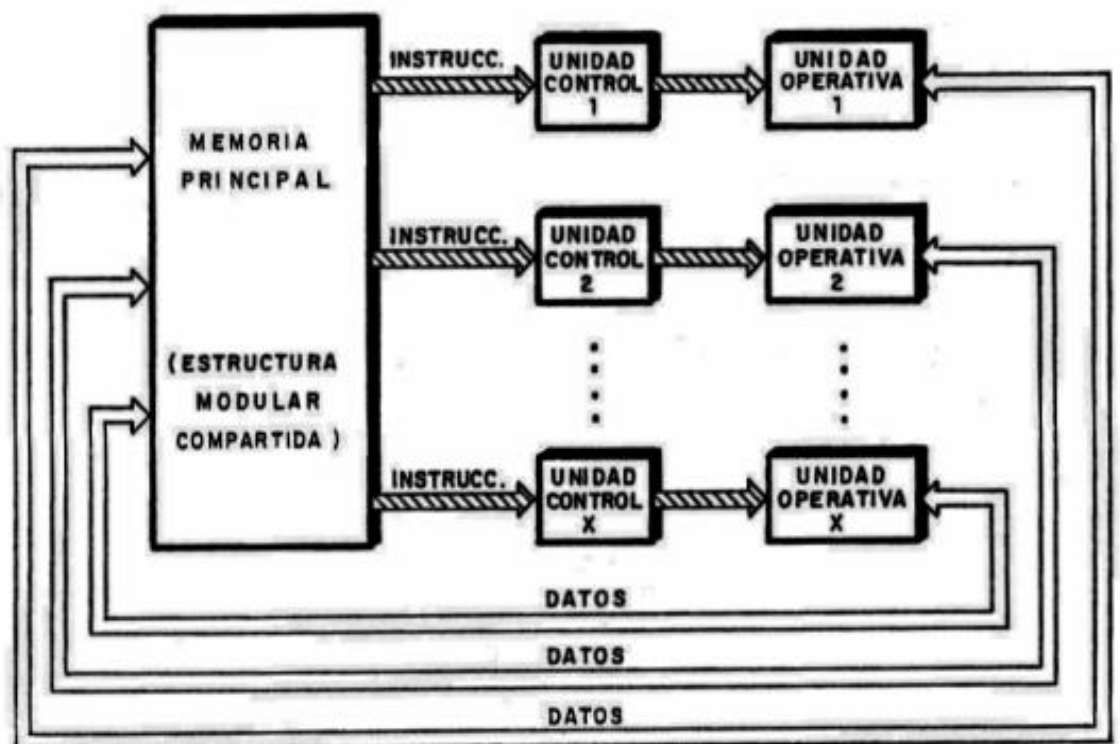 INSTRUCC.
UNIDAD
CONTROL
1
UNIDAD
OPERATIVA
1
MEMORIA
PRINCIPAL
INSTRUCC.
UNIDAD
CONTROL
2
UNIDAD
OPERATIVA
2
(ESTRUCTURA
MODULAR
COMPARTIDA)
INSTRUCC.
UNIDAD
CONTROL
X
UNIDAD
OPERATIVA
X
DATOS
DATOS
DATOS